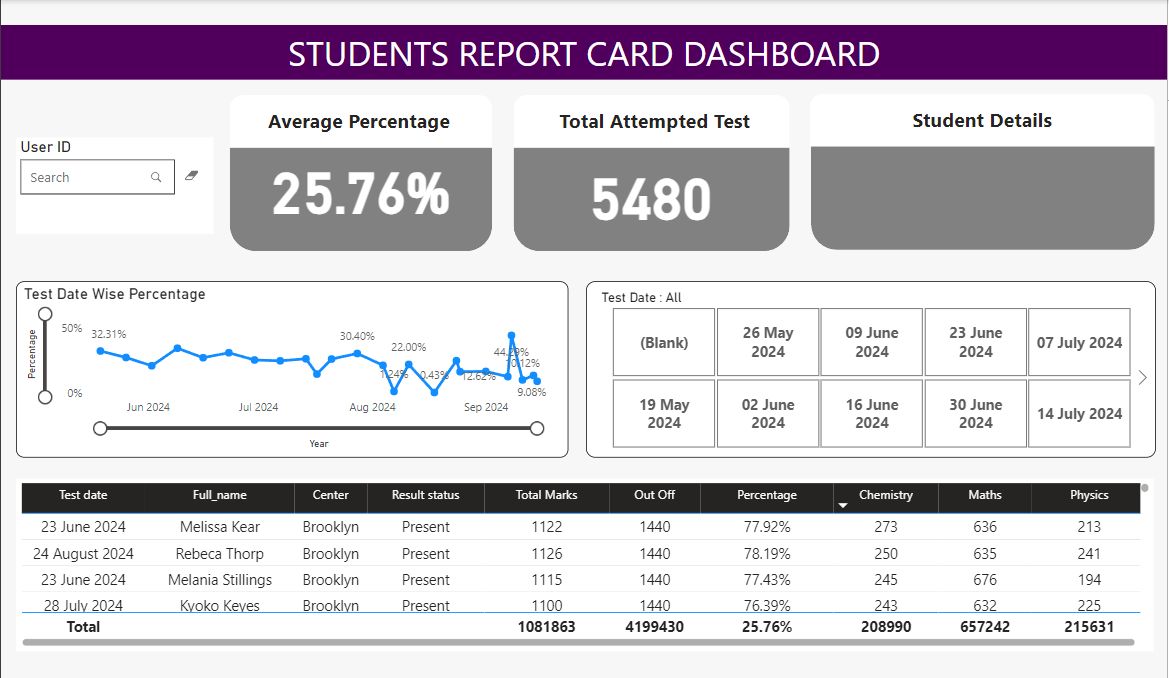 STUDENTS REPORT CARD DASHBOARD
User ID
Search
Average Percentage
25.76%
Total Attempted Test
5480
Student Details
Test Date Wise Percentage
Percentage
50%
0%
32.31%
30.40%
1.24%
22.00%
0.43%
12.62%
44.29%
9.08%
Jun 2024 Jul 2024 Aug 2024 Sep 2024
Year
Test Date : All
(Blank)
26 May
2024
09 June
2024
23 June
2024
07 July 2024
19 May
2024
02 June
2024
16 June
2024
30 June
2024
14 July 2024
Test date Full_name Center Result status Total Marks Out Off Percentage Chemistry Maths Physics
23 June 2024 Melissa Kear Brooklyn Present 1122 1440 77.92% 273 636 213
24 August 2024 Rebeca Thorp Brooklyn Present 1126 1440 78.19% 250 635 241
23 June 2024 Melania Stillings Brooklyn Present 1115 1440 77.43% 245 676 194
28 July 2024 Kyoko Keyes Brooklyn Present 1100 1440 76.39% 243 632 225
Total 1081863 4199430 25.76% 208990 657242 215631